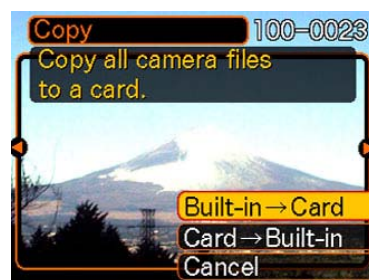 Copy
100-0023
Copy all camera files
to a card.
Built-in→Card
Card→Built-in
Cancel